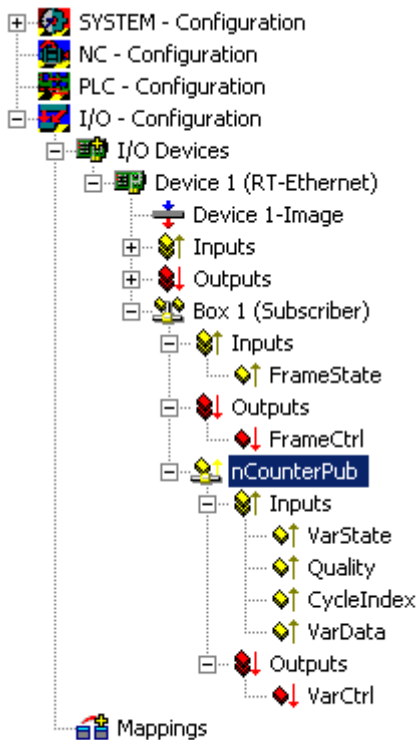 SYSTEM - Configuration
NC - Configuration
PLC - Configuration
I/O - Configuration
I/O Devices
Device 1 (RT-Ethernet)
Device 1-Image
Inputs
Outputs
Box 1 (Subscriber)
Inputs
FrameState
Outputs
FrameCtrl
nCounterPub
Inputs
VarState
Quality
CycleIndex
VarData
Outputs
VarCtrl
Mappings